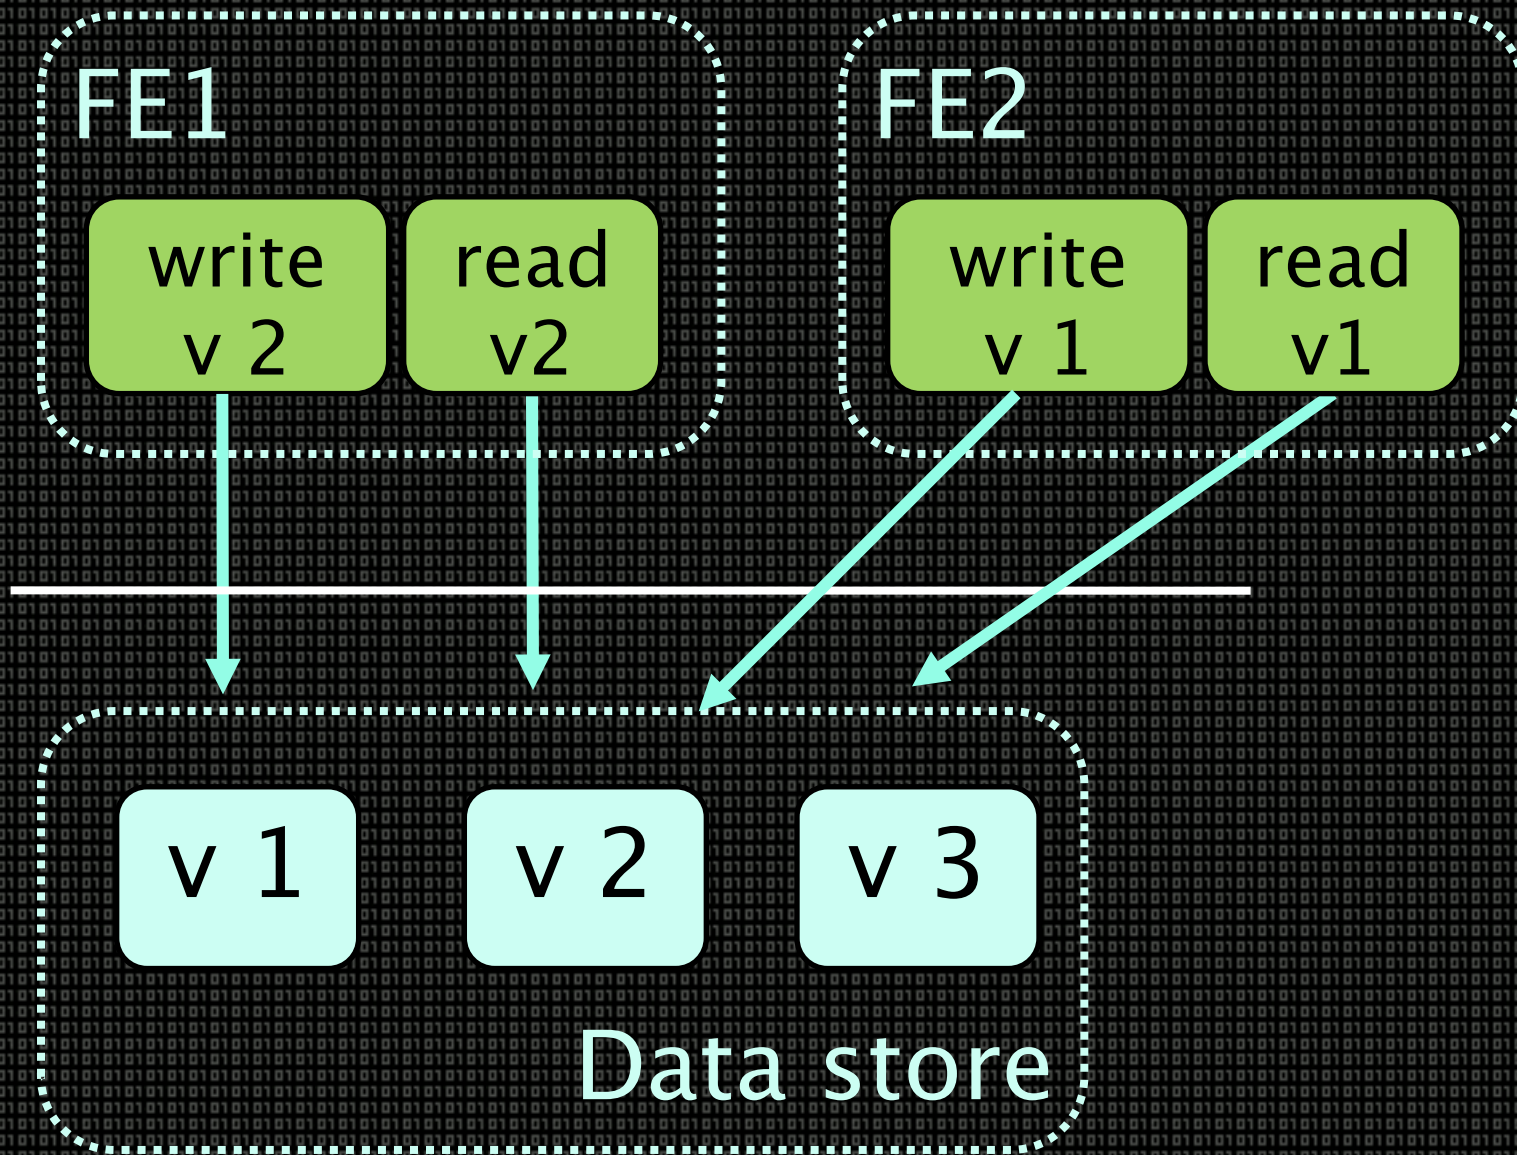 FE1
write
v 2
read
v2
FE2
write
v 1
read
v1
v 1
v 2
v 3
Data store